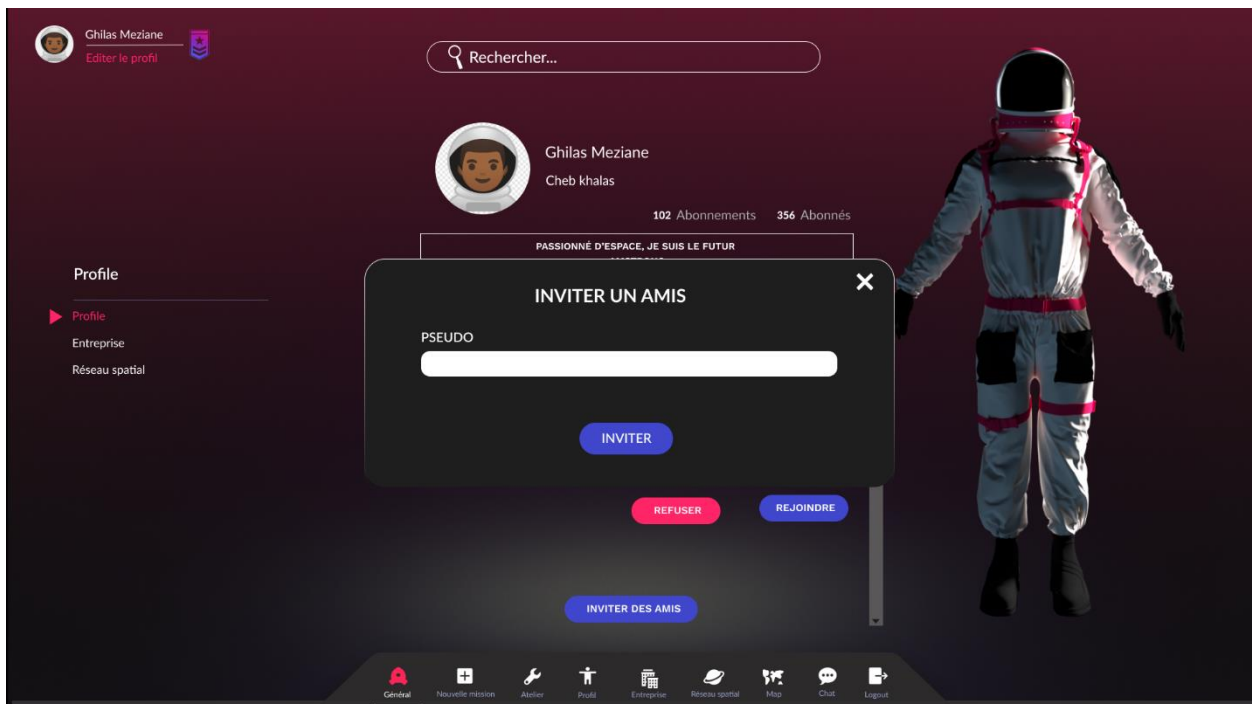 Ghilas Meziane
Editer le profil
Rechercher...
Ghilas Meziane
Cheb khalas
102 Abonnements 356 Abonnés
PASSIONNÉ D'ESPACE, JE SUIS LE FUTUR
Profile
Profile
Entreprise
Réseau spatial
INVITER UN AMIS
PSEUDO
INVITER
REFUSER REJOINDRE
INVITER DES AMIS
Général Nouvelle mission Atelier Profil Entreprise Réseau spatial Map Chat Logout